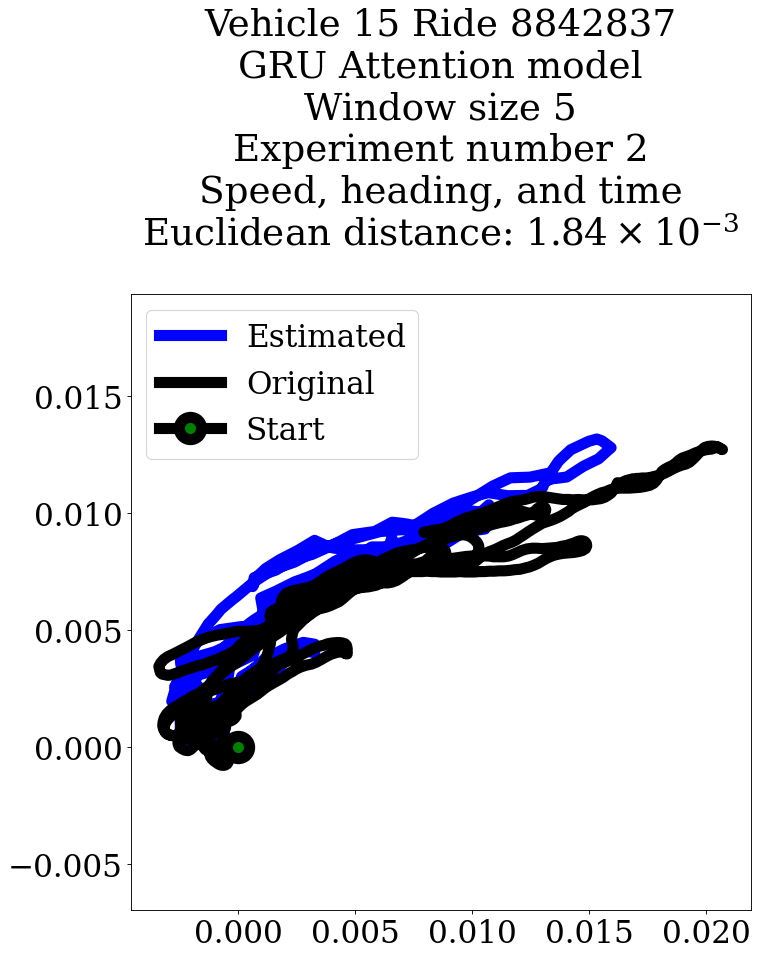 Vehicle 15 Ride 8842837
GRU Attention model
Window size 5
Experiment number 2
Speed, heading, and time
Euclidean distance: 1.84 × 10⁻³
Estimated
Original
Start
0.015
0.010
0.005
0.000
−0.005
0.000 0.005 0.010 0.015 0.020